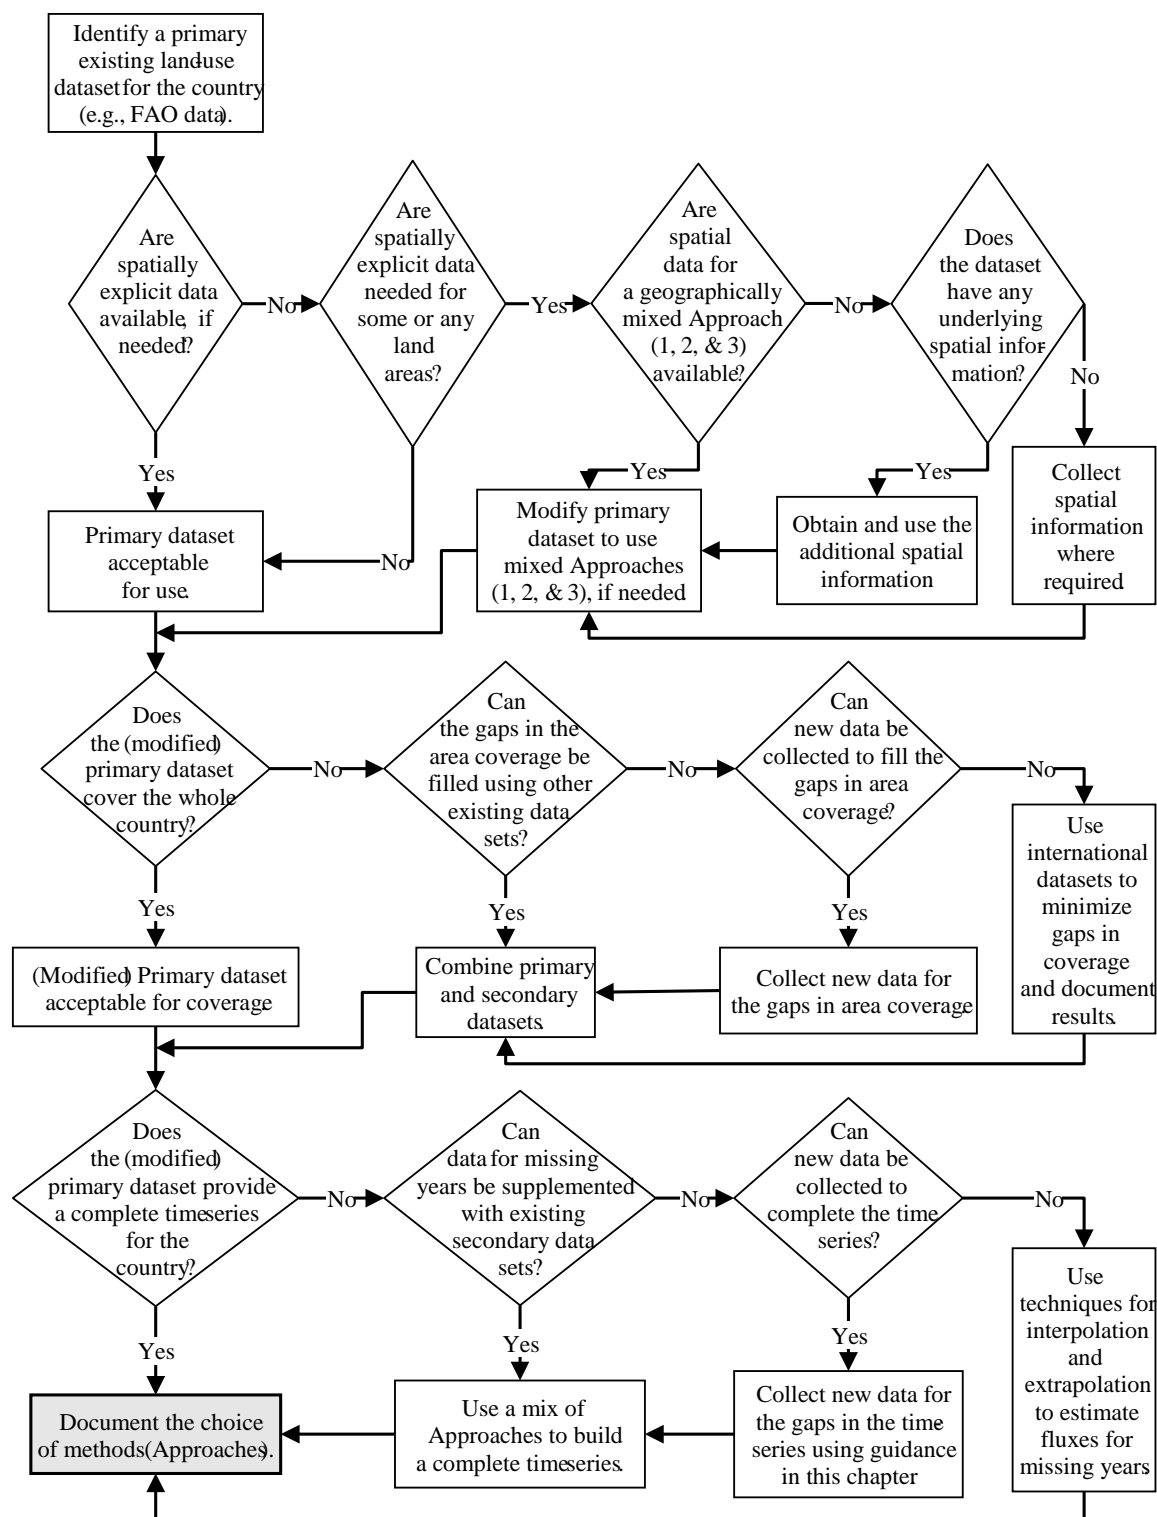 Identify a primary
existing land-use
dataset for the country
(e.g., FAO data).
Are
spatially
explicit data
available, if
needed?
No
Are
spatially
explicit data
needed for
some or any
land
areas?
Yes
Are
spatial
data for
a geographically
mixed Approach
(1, 2, & 3)
available?
No
Does
the dataset
have any
underlying
spatial infor-
mation?
No
Yes
Yes
Yes
Primary dataset
acceptable
for use.
No
Modify primary
dataset to use
mixed Approaches
(1, 2, & 3), if needed
Obtain and use the
additional spatial
information
Collect
spatial
information
where
required.
Does
the (modified)
primary dataset
cover the whole
country?
No
Can
the gaps in the
area coverage be
filled using other
existing data
sets?
No
Can
new data be
collected to fill the
gaps in area
coverage?
No
Yes
Yes
Yes
(Modified) Primary dataset
acceptable for coverage.
Combine primary
and secondary
datasets.
Collect new data for
the gaps in area coverage.
Use
international
datasets to
minimize
gaps in
coverage
and document
results.
Does
the (modified)
primary dataset provide
a complete timeseries
for the
country?
No
Can
data for missing
years be supplemented
with existing
secondary data
sets?
No
Can
new data be
collected to
complete the time
series?
No
Yes
Yes
Yes
Document the choice
of methods (Approaches).
Use a mix of
Approaches to build
a complete timeseries.
Collect new data for
the gaps in the time
series using guidance
in this chapter
Use
techniques for
interpolation
and
extrapolation
to estimate
fluxes for
missing years.